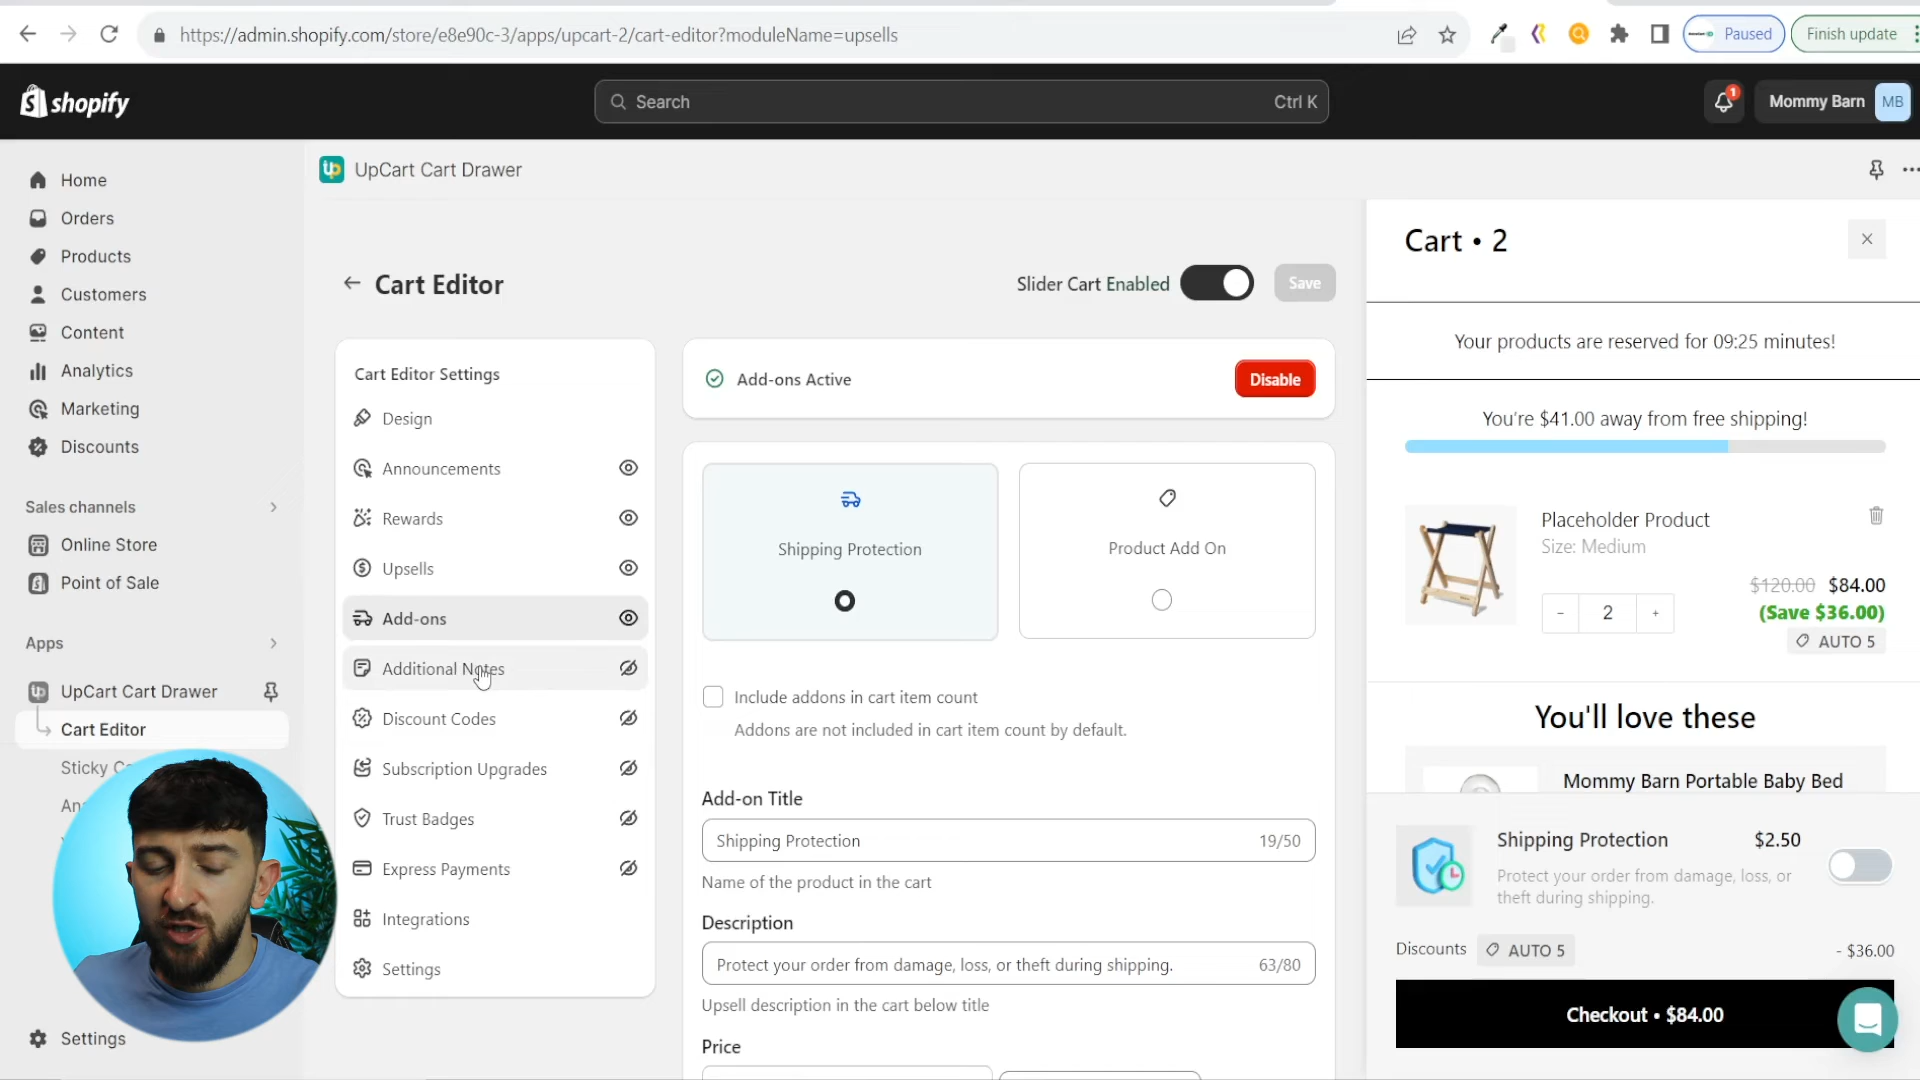 https://admin.shopify.com/store/e8e90c-3/apps/upcart-2/cart-editor?moduleName=upsells
Paused
Finish update
shopify
Search
Ctrl K
1
Mommy Barn
MB
Home
Orders
Products
Customers
Content
Analytics
Marketing
Discounts
Sales channels
Online Store
Point of Sale
Apps
UpCart Cart Drawer
Cart Editor
Sticky
Settings
up
UpCart Cart Drawer
Cart Editor
Slider Cart Enabled
Save
Cart Editor Settings
Design
Announcements
Rewards
Upsells
Add-ons
Additional Notes
Discount Codes
Subscription Upgrades
Trust Badges
Express Payments
Integrations
Settings
Add-ons Active
Disable
Shipping Protection
Product Add On
Include addons in cart item count
Addons are not included in cart item count by default.
Add-on Title
Shipping Protection
19/50
Name of the product in the cart
Description
Protect your order from damage, loss, or theft during shipping.
63/80
Upsell description in the cart below title
Price
Cart • 2
Your products are reserved for 09:25 minutes!
You're $41.00 away from free shipping!
Placeholder Product
Size: Medium
$120.00 $84.00
- 2 +
(Save $36.00)
AUTO 5
You'll love these
Mommy Barn Portable Baby Bed
Shipping Protection
$2.50
Protect your order from damage, loss, or
theft during shipping.
Discounts
AUTO 5
- $36.00
Checkout • $84.00